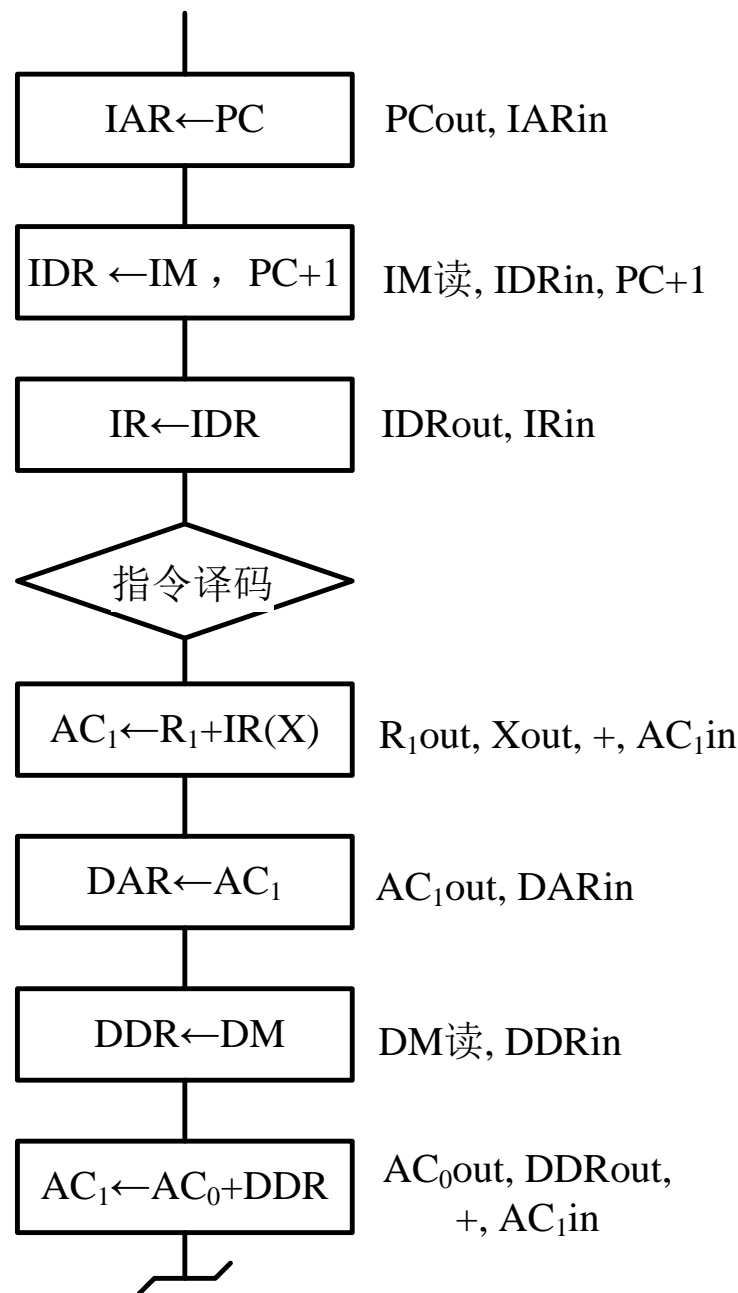 IAR←PC PCout, IARin
IDR ←IM ，PC+1 IM读, IDRin, PC+1
IR←IDR IDRout, IRin
指令译码
AC₁←R₁+IR(X) R₁out, Xout, +, AC₁in
DAR←AC₁ AC₁out, DARin
DDR←DM DM读, DDRin
AC₁←AC₀+DDR AC₀out, DDRout,
+, AC₁in